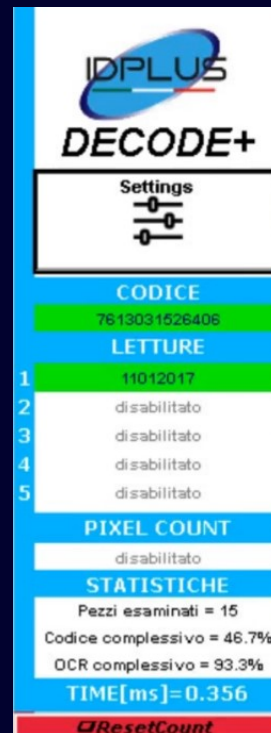 IDPLUS
DECODE+
Settings
CODICE
7613031526406
LETTURE
1 11012017
2 disabilitato
3 disabilitato
4 disabilitato
5 disabilitato
PIXEL COUNT
disabilitato
STATISTICHE
Pezzi esaminati = 15
Codice complessivo = 46.7%
OCR complessivo = 93.3%
TIME[ms]=0.356
ResetCount